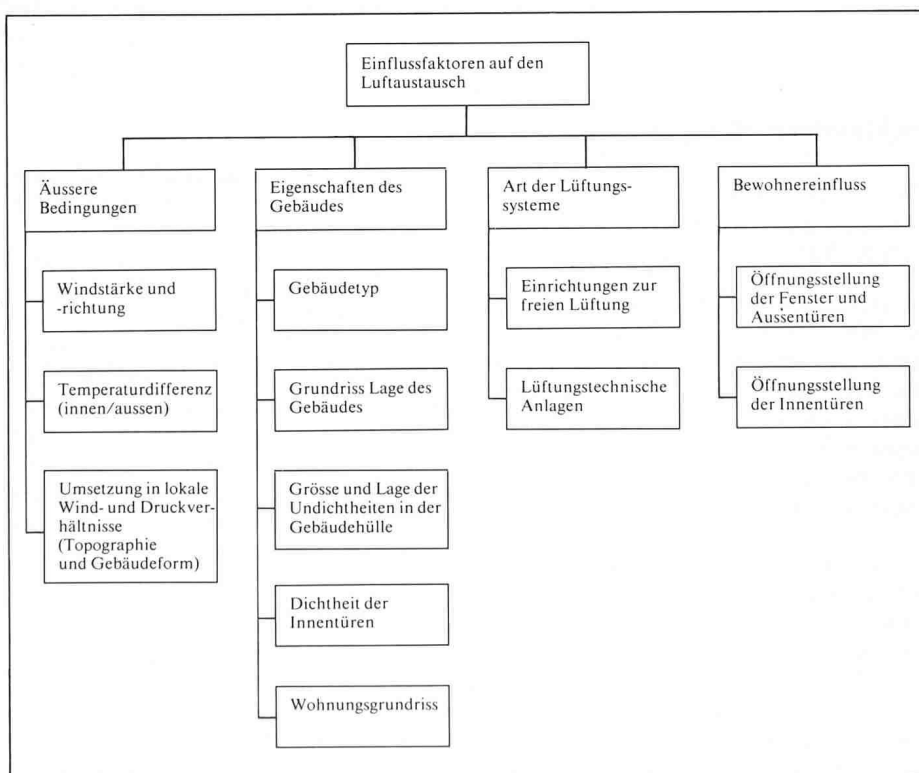 Einflussfaktoren auf den
Luftaustausch
Äussere
Bedingungen
Windstärke und
-richtung
Temperaturdifferenz
(innen/aussen)
Umsetzung in lokale
Wind- und Druckver-
hältnisse
(Topographie
und Gebäudeform)
Eigenschaften des
Gebäudes
Gebäudetyp
Grundriss Lage des
Gebäudes
Grösse und Lage der
Undichtheiten in der
Gebäudehülle
Dichtheit der
Innentüren
Wohnungsgrundriss
Art der Lüftungs-
systeme
Einrichtungen zur
freien Lüftung
Lüftungstechnische
Anlagen
Bewohnereinfluss
Öffnungsstellung
der Fenster und
Aussentüren
Öffnungsstellung
der Innentüren